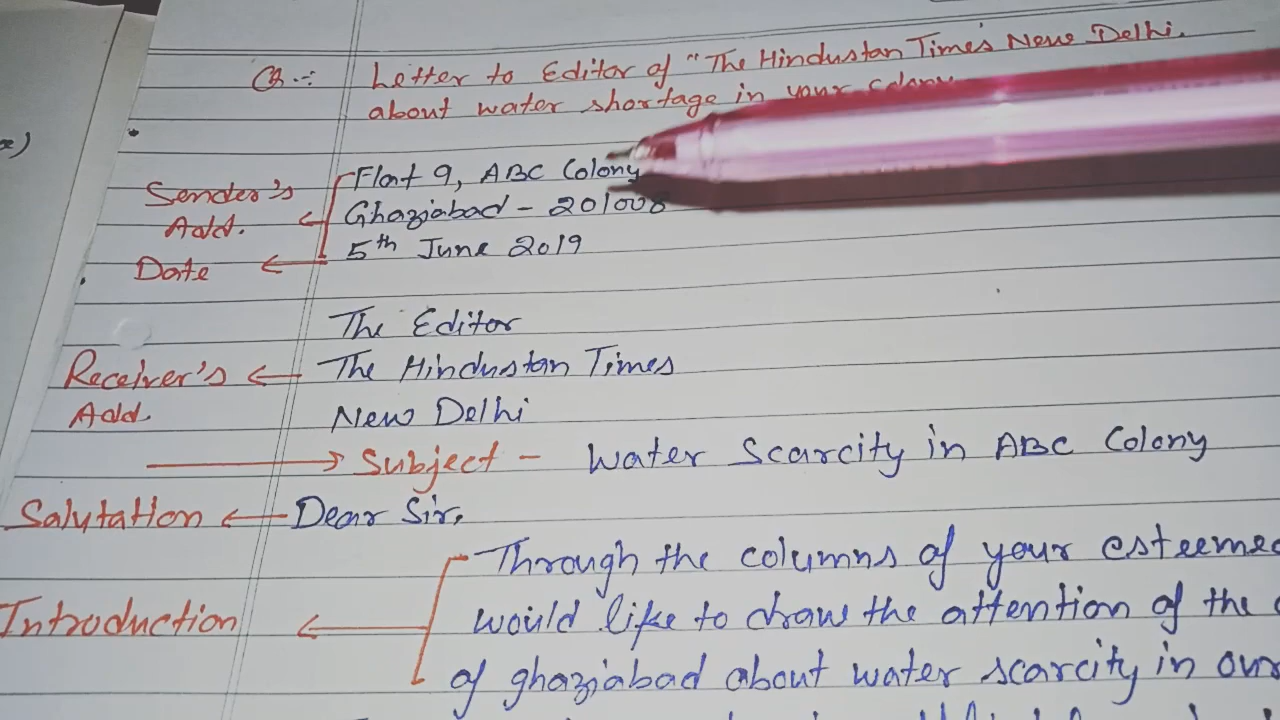 x)
Q.:- Letter to Editor of "The Hindustan Times New Delhi.
about water shortage in your colony
Sender's Flat 9, ABC Colony
Add. Ghaziabad - 201008
Date 5th June 2019
The Editor
Receiver's The Hindustan Times
Add. New Delhi
Subject - Water Scarcity in ABC Colony
Salutation Dear Sir,
Through the columns of your esteemed
Introduction would like to draw the attention of the
of ghaziabad about water scarcity in our